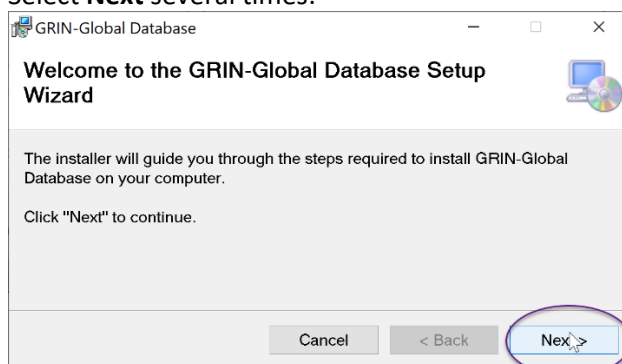 Select Next several times.
GRIN-Global Database
Welcome to the GRIN-Global Database Setup
Wizard
The installer will guide you through the steps required to install GRIN-Global
Database on your computer.
Click "Next" to continue.
Cancel
< Back
Next >